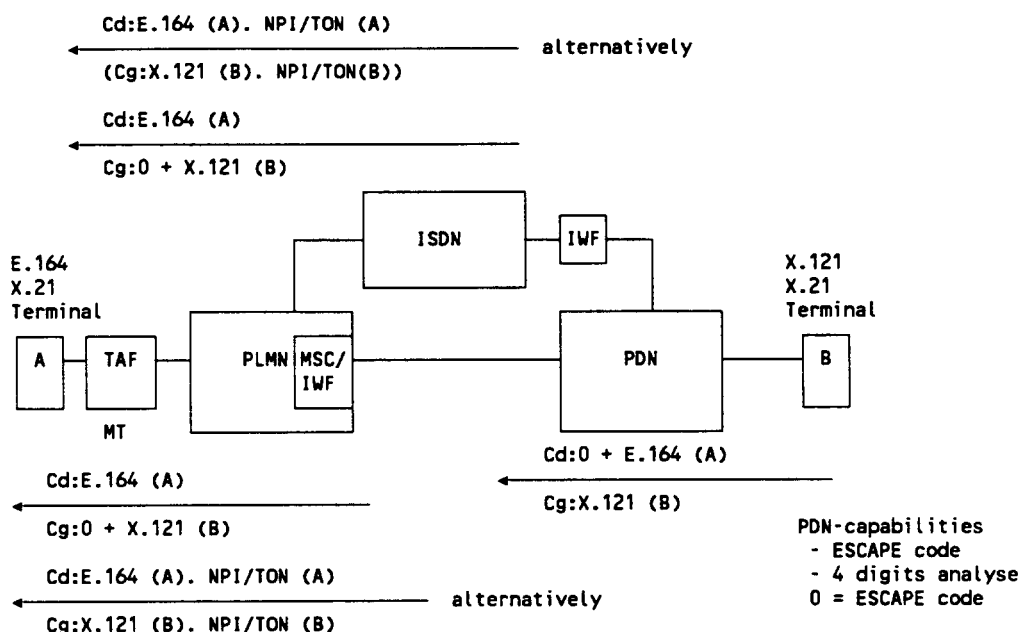 Cd:E.164 (A). NPI/TON (A)
alternatively
(Cg:X.121 (B). NPI/TON(B))
Cd:E.164 (A)
Cg:0 + X.121 (B)
ISDN
IWF
E.164
X.21
Terminal
X.121
X.21
Terminal
A
TAF
PLMN
MSC/
IWF
PDN
B
MT
Cd:0 + E.164 (A)
Cg:X.121 (B)
Cd:E.164 (A)
Cg:0 + X.121 (B)
PDN-capabilities
- ESCAPE code
- 4 digits analyse
0 = ESCAPE code
Cd:E.164 (A). NPI/TON (A)
alternatively
Cg:X.121 (B). NPI/TON (B)